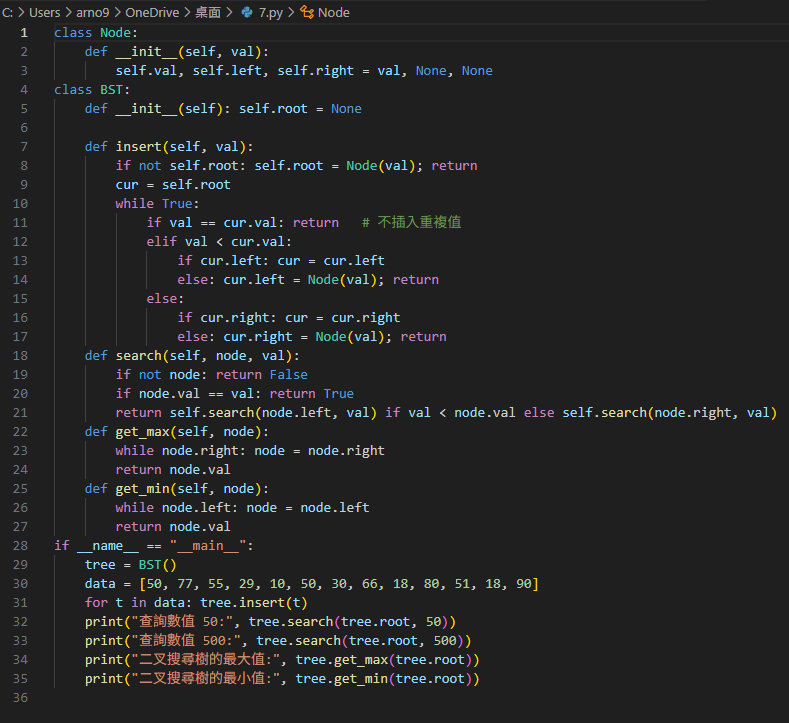 C: > Users > arno9 > OneDrive > 桌面 > 7.py > Node
1 class Node:
2     def __init__(self, val):
3         self.val, self.left, self.right = val, None, None
4 class BST:
5     def __init__(self): self.root = None
6
7     def insert(self, val):
8         if not self.root: self.root = Node(val); return
9         cur = self.root
10         while True:
11             if val == cur.val: return   # 不插入重複值
12             elif val < cur.val:
13                 if cur.left: cur = cur.left
14                 else: cur.left = Node(val); return
15             else:
16                 if cur.right: cur = cur.right
17                 else: cur.right = Node(val); return
18     def search(self, node, val):
19         if not node: return False
20         if node.val == val: return True
21         return self.search(node.left, val) if val < node.val else self.search(node.right, val)
22     def get_max(self, node):
23         while node.right: node = node.right
24         return node.val
25     def get_min(self, node):
26         while node.left: node = node.left
27         return node.val
28 if __name__ == "__main__":
29     tree = BST()
30     data = [50, 77, 55, 29, 10, 50, 30, 66, 18, 80, 51, 18, 90]
31     for t in data: tree.insert(t)
32     print("查詢數值 50:", tree.search(tree.root, 50))
33     print("查詢數值 500:", tree.search(tree.root, 500))
34     print("二叉搜尋樹的最大值:", tree.get_max(tree.root))
35     print("二叉搜尋樹的最小值:", tree.get_min(tree.root))
36